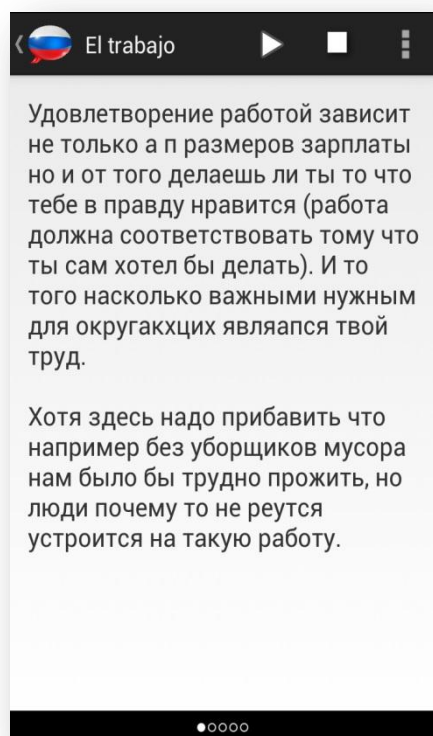 El trabajo
Удовлетворение работой зависит
не только а п размеров зарплаты
но и от того делаешь ли ты то что
тебе в правду нравится (работа
должна соответствовать тому что
ты сам хотел бы делать). И то
того насколько важными нужным
для округакхцих являапся твой
труд.
Хотя здесь надо прибавить что
например без уборщиков мусора
нам было бы трудно прожить, но
люди почему то не реутся
устроится на такую работу.